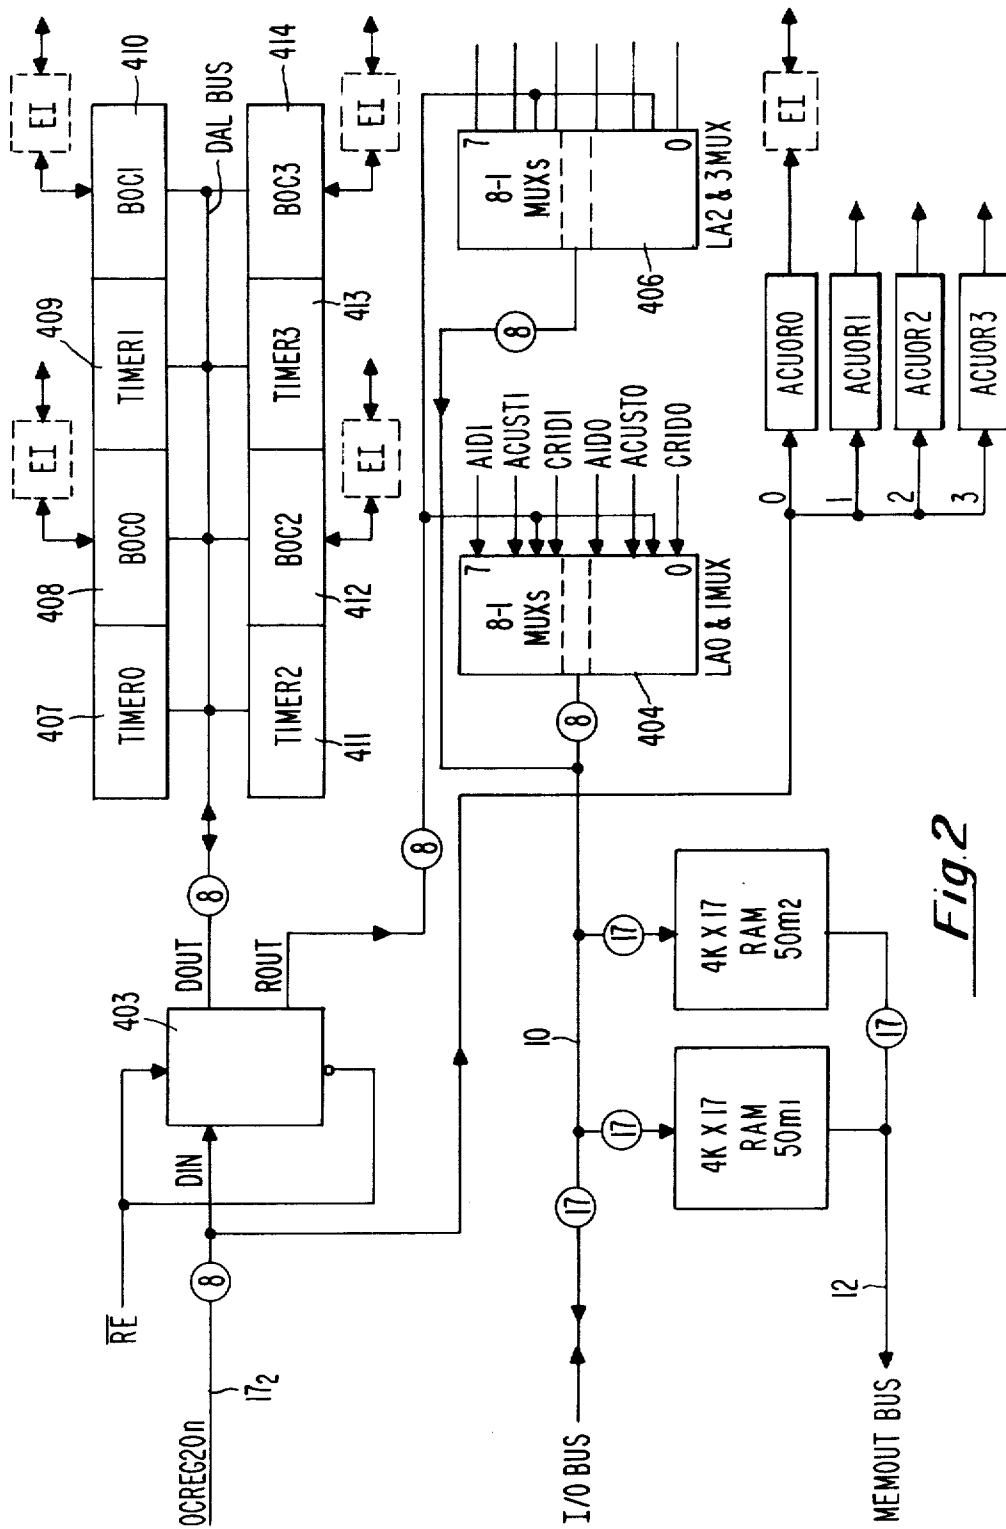 EI
EI
410
414
409
408
407
TIMER0
BOC0
TIMER1
BOC1
DAL BUS
TIMER2
BOC2
TIMER3
BOC3
411
412
413
EI
EI
OCREG20n
17₂
8
RE
DIN
403
DOUT
ROUT
8
8
8
7
8-1
MUXs
0
LA2 & 3MUX
406
AID1
ACUST1
CRID1
AID0
ACUST0
CRID0
7
8-1
MUXs
0
LA0 & 1MUX
404
8
I/O BUS
17
10
17
17
4K X 17
RAM
50m1
4K X 17
RAM
50m2
17
12
MEMOUT BUS
0
1
2
3
ACUOR0
ACUOR1
ACUOR2
ACUOR3
EI
Fig.2